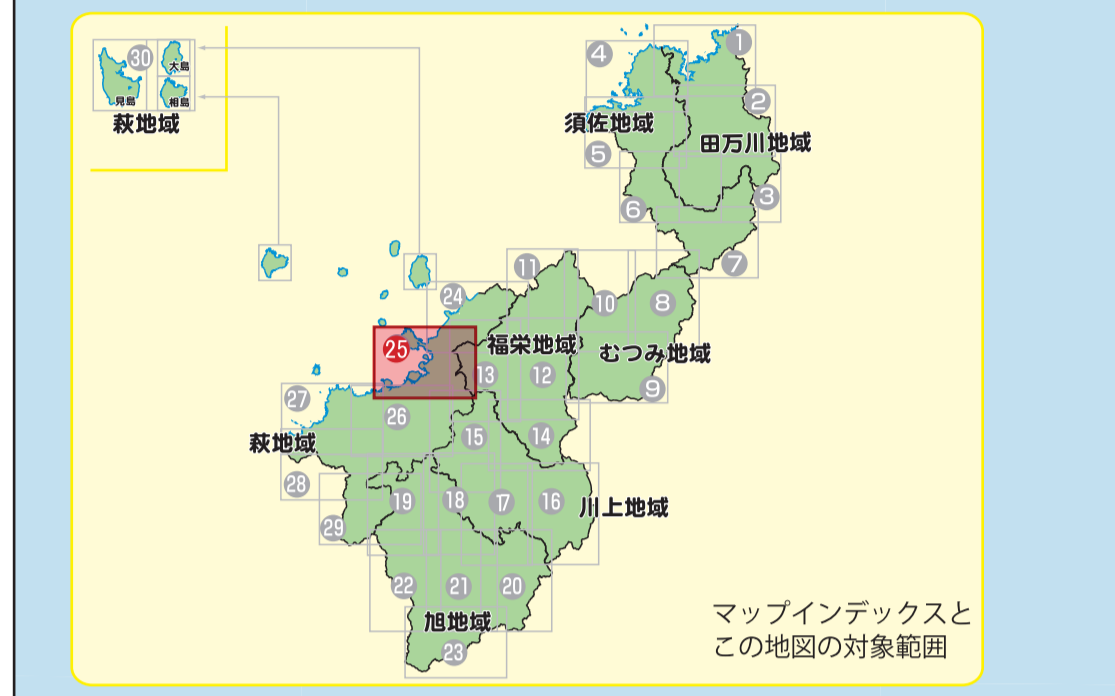 30
大島
見島
相島
萩地域
1
4
2
須佐地域
田万川地域
5
3
6
7
11
24
10
8
福栄地域
25
むつみ地域
13
12
9
27
26
15
14
萩地域
28
19
18
17
16
川上地域
29
22
21
20
旭地域
23
マップインデックスと
この地図の対象範囲